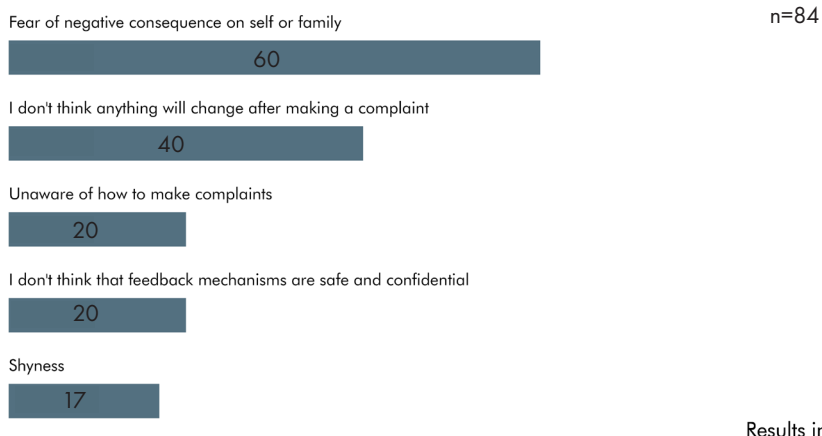 Fear of negative consequence on self or family
n=84
60
I don't think anything will change after making a complaint
40
Unaware of how to make complaints
20
I don't think that feedback mechanisms are safe and confidential
20
Shyness
17
Results